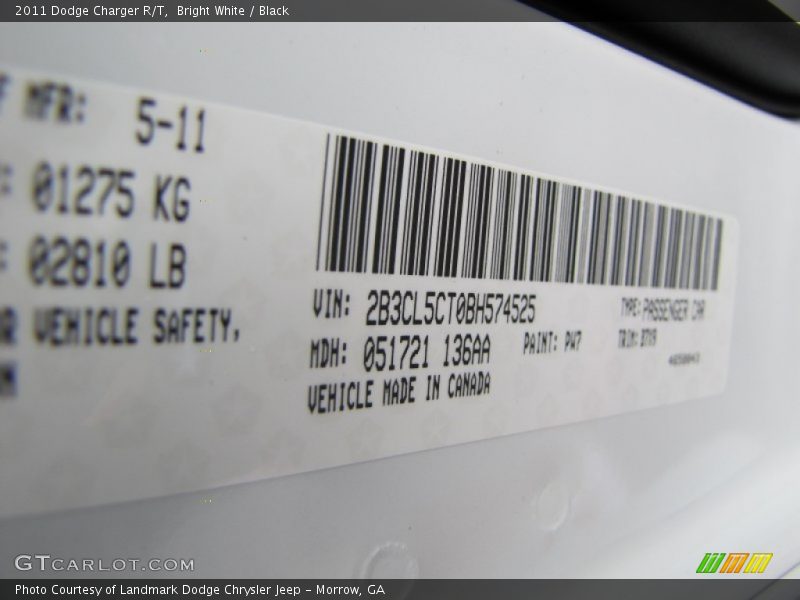 2011 Dodge Charger R/T, Bright White / Black
MFR: 5-11
01275 KG
02810 LB
VEHICLE SAFETY,
VIN: 2B3CL5CT0BH574525
TYPE: PASSENGER CAR
MDH: 051721 136AA
PAINT: PW7
TRIM:
VEHICLE MADE IN CANADA
GTCARLOT.COM
Photo Courtesy of Landmark Dodge Chrysler Jeep - Morrow, GA